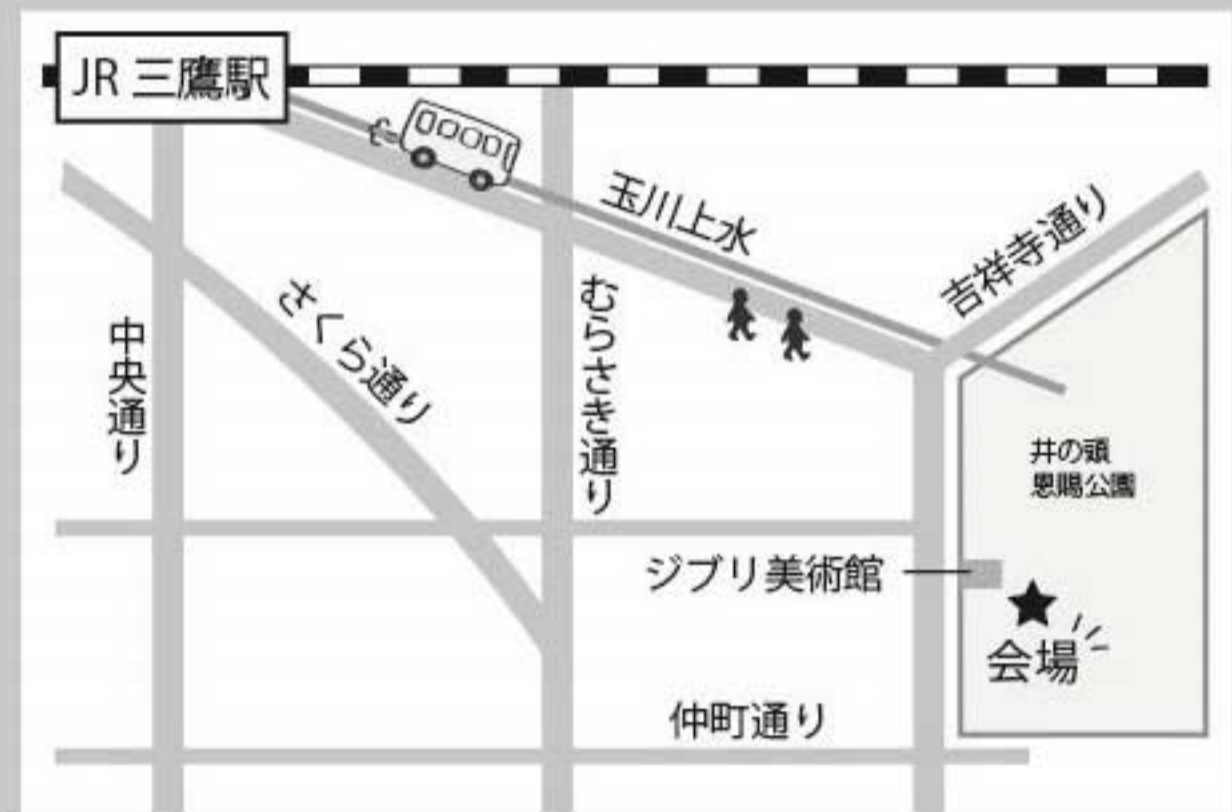 JR 三鷹駅
玉川上水
吉祥寺通り
さくら通り
むらさき通り
中央通り
井の頭
恩賜公園
ジブリ美術館
会場
仲町通り